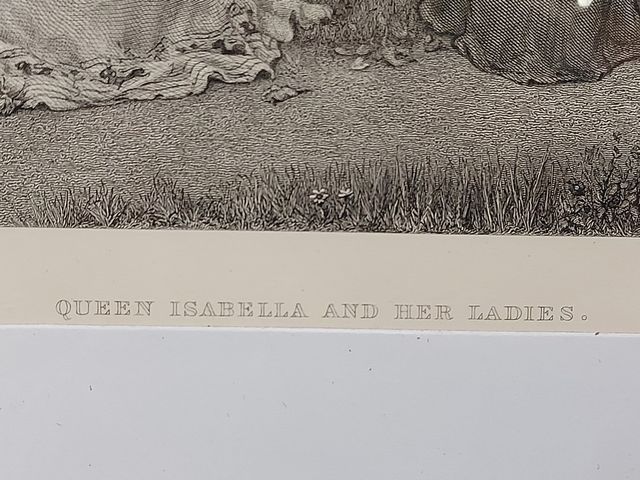 QUEEN ISABELLA AND HER LADIES.